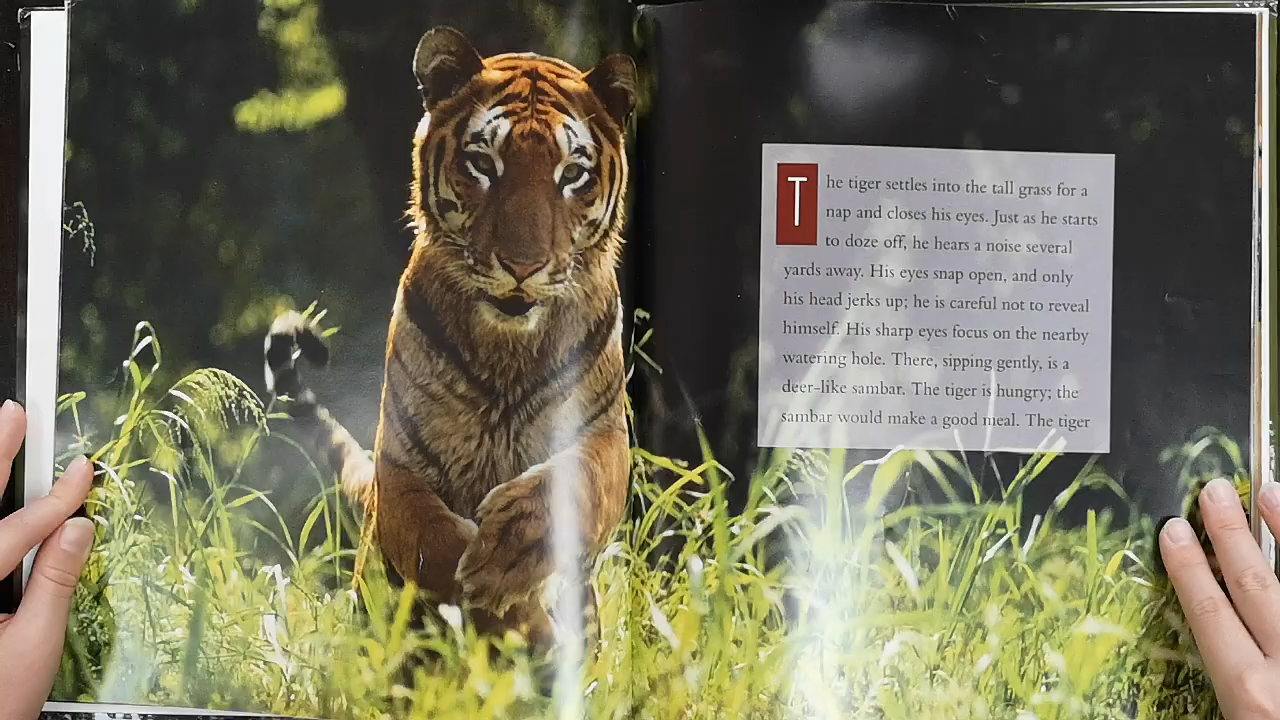 The tiger settles into the tall grass for a
nap and closes his eyes. Just as he starts
to doze off, he hears a noise several
yards away. His eyes snap open, and only
his head jerks up; he is careful not to reveal
himself. His sharp eyes focus on the nearby
watering hole. There, sipping gently, is a
deer-like sambar. The tiger is hungry; the
sambar would make a good meal. The tiger